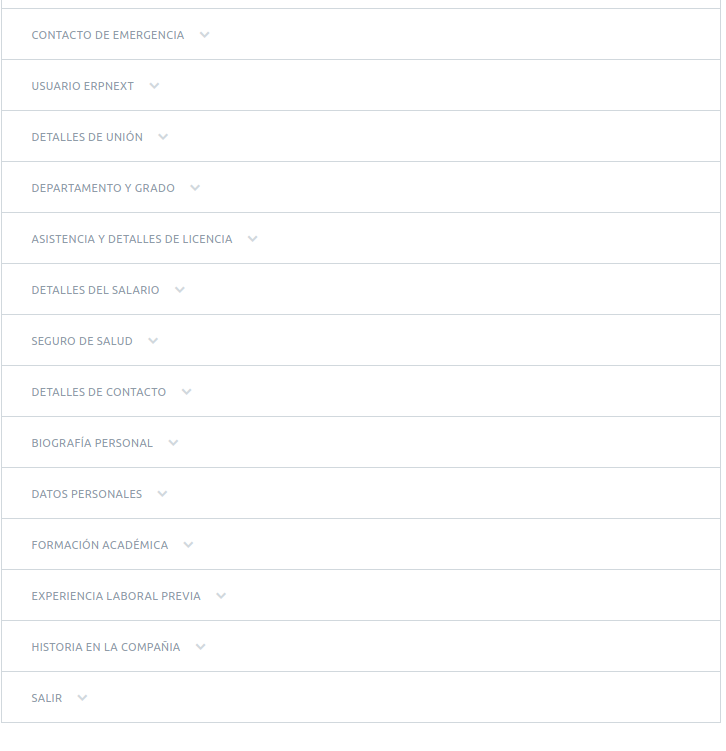 CONTACTO DE EMERGENCIA
USUARIO ERPNEXT
DETALLES DE UNIÓN
DEPARTAMENTO Y GRADO
ASISTENCIA Y DETALLES DE LICENCIA
DETALLES DEL SALARIO
SEGURO DE SALUD
DETALLES DE CONTACTO
BIOGRAFÍA PERSONAL
DATOS PERSONALES
FORMACIÓN ACADÉMICA
EXPERIENCIA LABORAL PREVIA
HISTORIA EN LA COMPAÑIA
SALIR